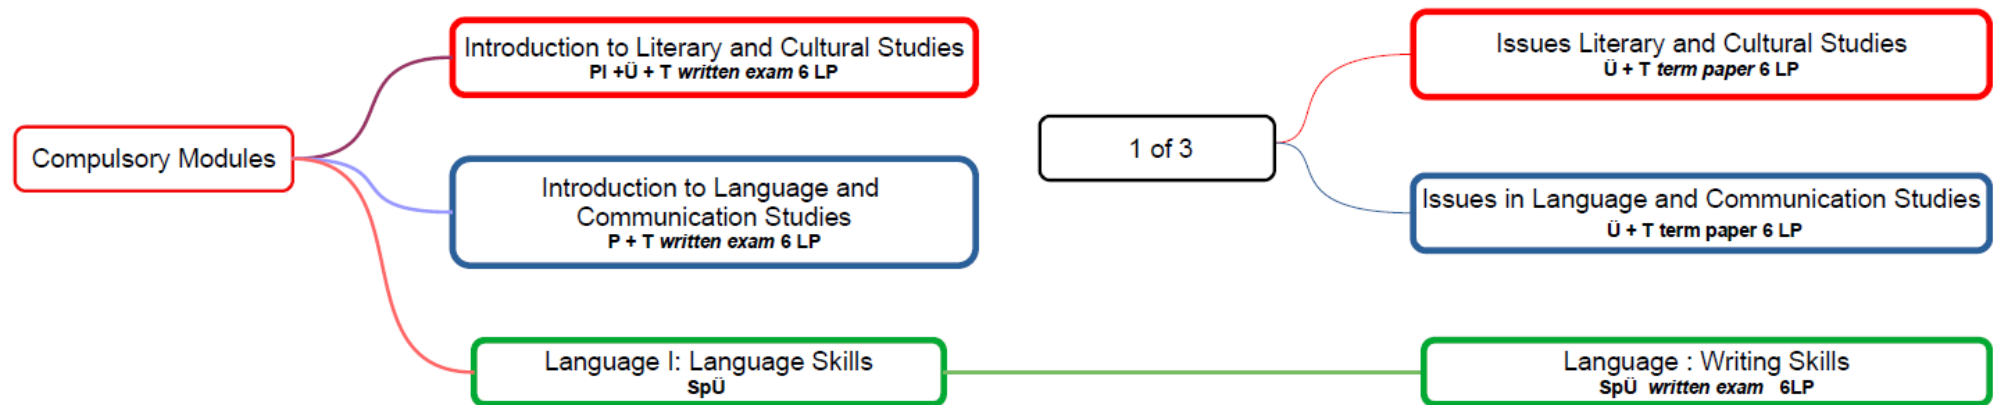 Compulsory Modules
Introduction to Literary and Cultural Studies
PI +Ü + T written exam 6 LP
Introduction to Language and
Communication Studies
P + T written exam 6 LP
Language I: Language Skills
SpÜ
1 of 3
Issues Literary and Cultural Studies
Ü + T term paper 6 LP
Issues in Language and Communication Studies
Ü + T term paper 6 LP
Language : Writing Skills
SpÜ written exam 6LP